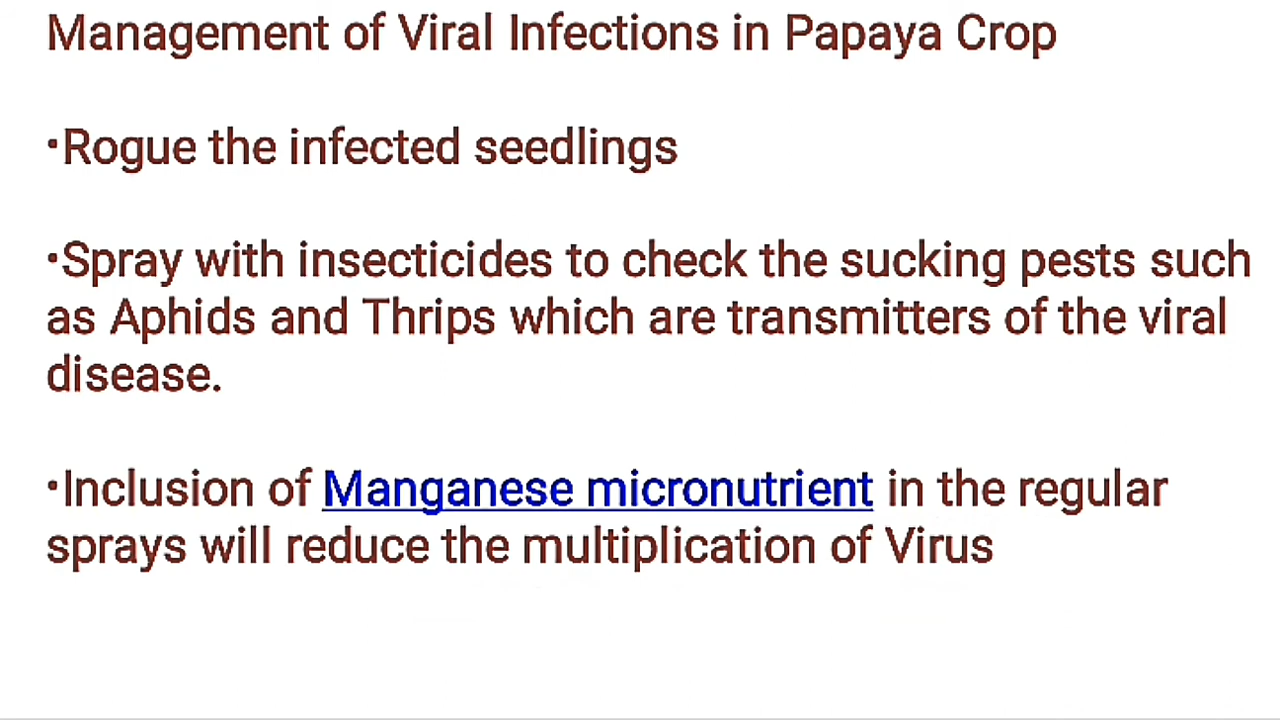 Management of Viral Infections in Papaya Crop
•Rogue the infected seedlings
•Spray with insecticides to check the sucking pests such
as Aphids and Thrips which are transmitters of the viral
disease.
•Inclusion of Manganese micronutrient in the regular
sprays will reduce the multiplication of Virus